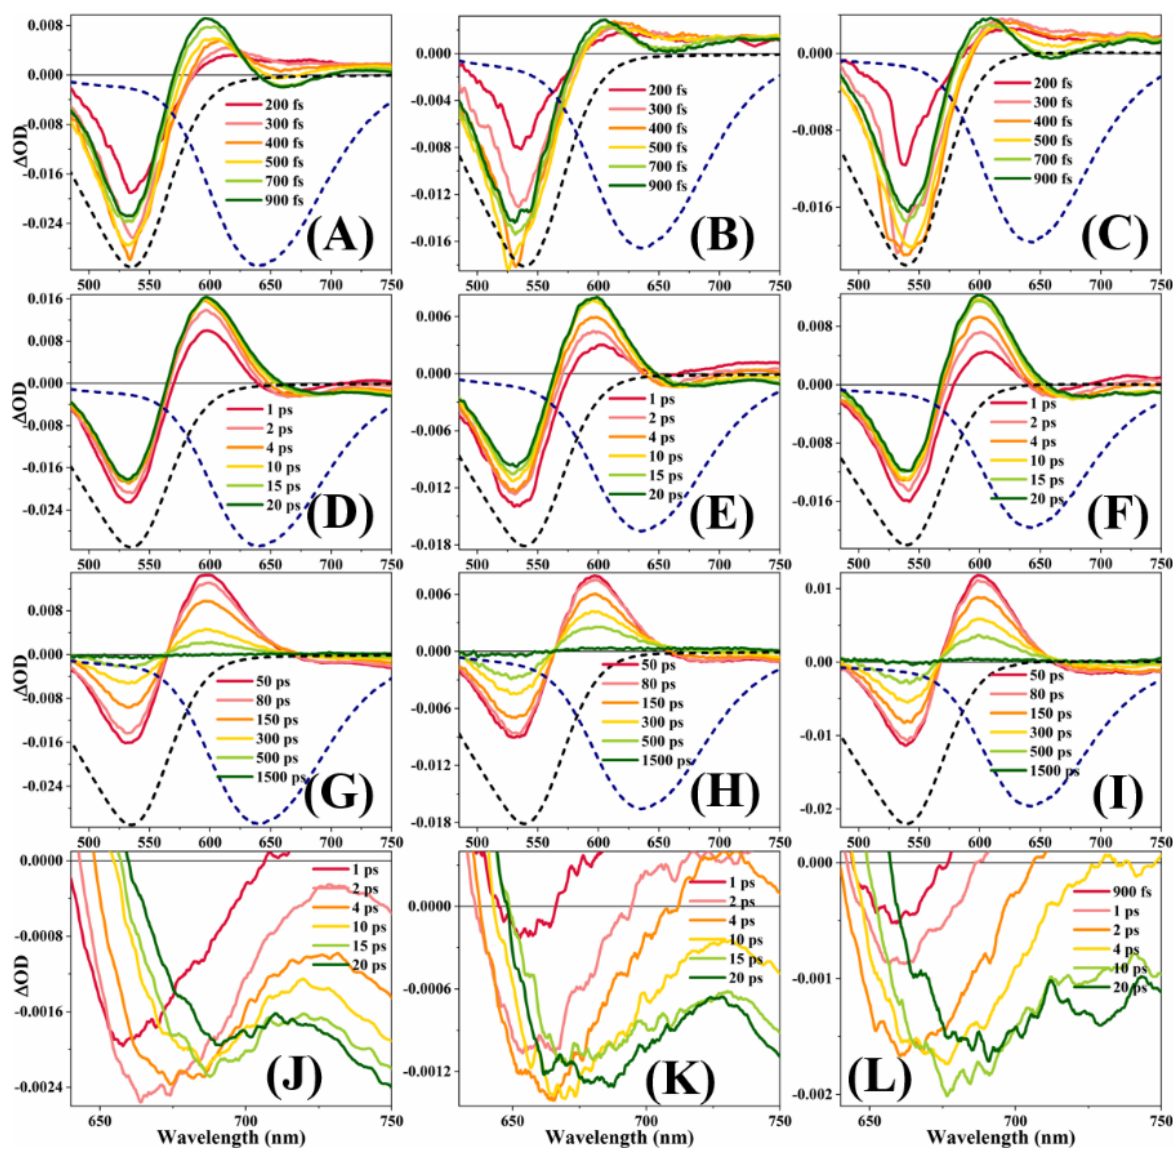 0.008
0.000
-0.008
-0.016
-0.024
ΔOD
200 fs
300 fs
400 fs
500 fs
700 fs
900 fs
(A)
500 550 600 650 700 750
0.000
-0.004
-0.008
-0.012
-0.016
200 fs
300 fs
400 fs
500 fs
700 fs
900 fs
(B)
500 550 600 650 700 750
0.000
-0.008
-0.016
200 fs
300 fs
400 fs
500 fs
700 fs
900 fs
(C)
500 550 600 650 700 750
0.016
0.008
0.000
-0.008
-0.016
-0.024
ΔOD
1 ps
2 ps
4 ps
10 ps
15 ps
20 ps
(D)
500 550 600 650 700 750
0.006
0.000
-0.006
-0.012
-0.018
1 ps
2 ps
4 ps
10 ps
15 ps
20 ps
(E)
500 550 600 650 700 750
0.008
0.000
-0.008
-0.016
1 ps
2 ps
4 ps
10 ps
15 ps
20 ps
(F)
500 550 600 650 700 750
0.008
0.000
-0.008
-0.016
-0.024
ΔOD
50 ps
80 ps
150 ps
300 ps
500 ps
1500 ps
(G)
500 550 600 650 700 750
0.006
0.000
-0.006
-0.012
-0.018
50 ps
80 ps
150 ps
300 ps
500 ps
1500 ps
(H)
500 550 600 650 700 750
0.01
0.00
-0.01
-0.02
50 ps
80 ps
150 ps
300 ps
500 ps
1500 ps
(I)
500 550 600 650 700 750
0.0000
-0.0008
-0.0016
-0.0024
ΔOD
1 ps
2 ps
4 ps
10 ps
15 ps
20 ps
(J)
650 700 750
Wavelength (nm)
0.0000
-0.0006
-0.0012
1 ps
2 ps
4 ps
10 ps
15 ps
20 ps
(K)
650 700 750
Wavelength (nm)
0.000
-0.001
-0.002
900 fs
1 ps
2 ps
4 ps
10 ps
20 ps
(L)
650 700 750
Wavelength (nm)